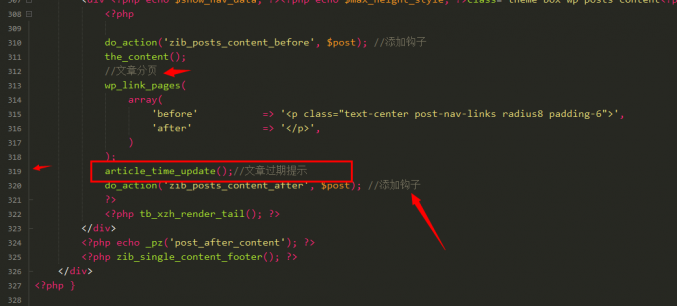 307 <div <?php echo $show_nav_data; ?><?php echo $max_height_style; ?>class="theme-box wp-posts-content<?p
308 <?php
309
310 do_action('zib_posts_content_before', $post); //添加钩子
311 the_content();
312 //文章分页
313 wp_link_pages(
314 array(
315 'before' => '<p class="text-center post-nav-links radius8 padding-6">',
316 'after' => '</p>',
317 )
318 );
319 article_time_update();//文章过期提示
320 do_action('zib_posts_content_after', $post); //添加钩子
321 ?>
322 <?php tb_xzh_render_tail(); ?>
323 </div>
324 <?php echo _pz('post_after_content'); ?>
325 <?php zib_single_content_footer(); ?>
326 </div>
327 <?php }
328